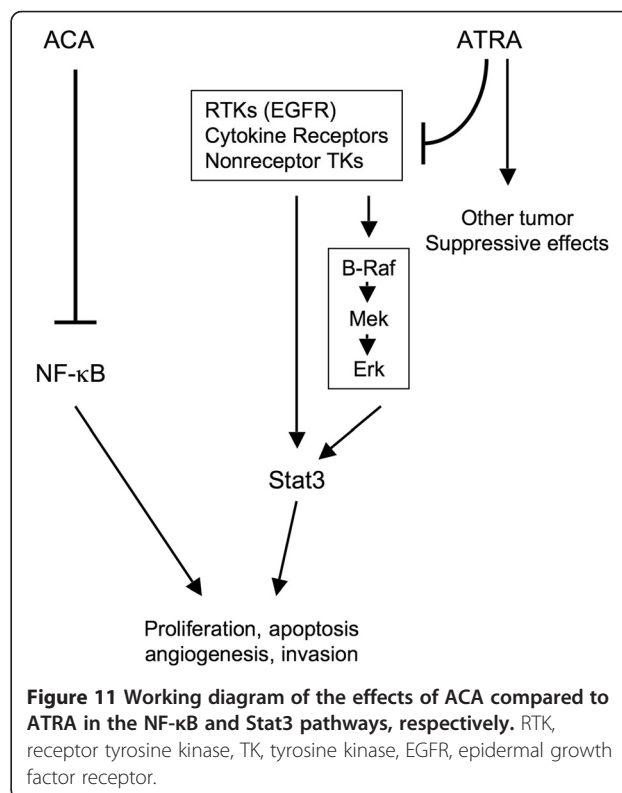 ACA
ATRA
RTKs (EGFR)
Cytokine Receptors
Nonreceptor TKs
Other tumor
Suppressive effects
B-Raf
Mek
Erk
NF-κB
Stat3
Proliferation, apoptosis
angiogenesis, invasion
Figure 11 Working diagram of the effects of ACA compared to
ATRA in the NF-κB and Stat3 pathways, respectively. RTK,
receptor tyrosine kinase, TK, tyrosine kinase, EGFR, epidermal growth
factor receptor.